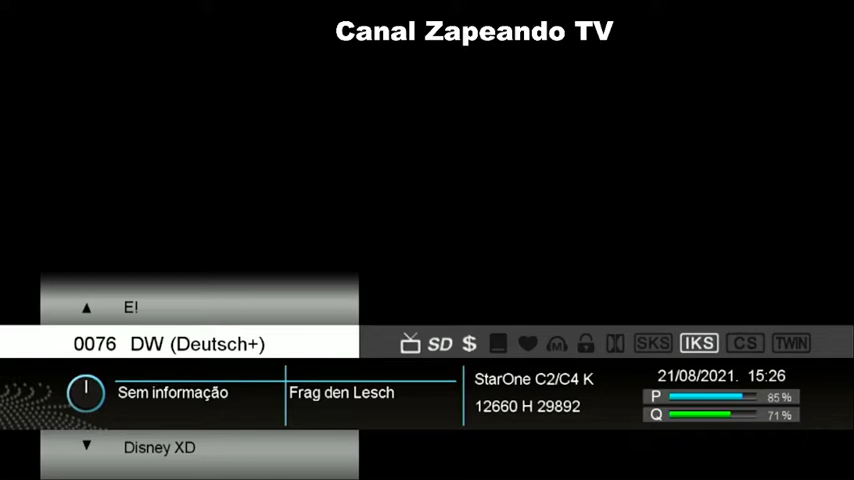 Canal Zapeando TV
E!
0076 DW (Deutsch+)
SD $ SKS IKS CS TWIN
Sem informação
Frag den Lesch
StarOne C2/C4 K
12660 H 29892
21/08/2021. 15:26
P 85%
Q 71%
Disney XD